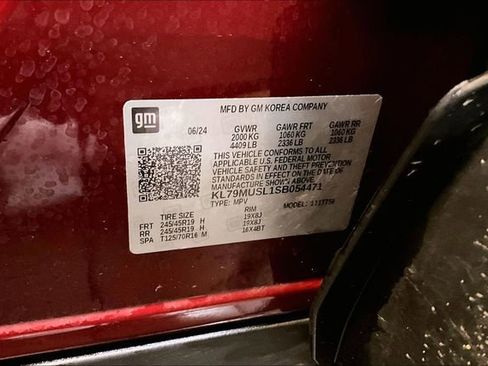 gm
MFD BY GM KOREA COMPANY
06/24 GVWR GAWR FRT GAWR RR
2000 KG 1060 KG 1060 KG
4409 LB 2336 LB 2336 LB
THIS VEHICLE CONFORMS TO ALL
APPLICABLE U.S. FEDERAL MOTOR
VEHICLE SAFETY AND THEFT PREVENTION
STANDARDS IN EFFECT ON THE DATE OF
MANUFACTURE SHOWN ABOVE.
KL79MUSL1SB054471
TYPE: MPV MODEL:
TIRE SIZE RIM
FRT 245/45R19 H 19X8J
RR 245/45R19 H 19X8J
SPA T125/70R16 M 16X4BT